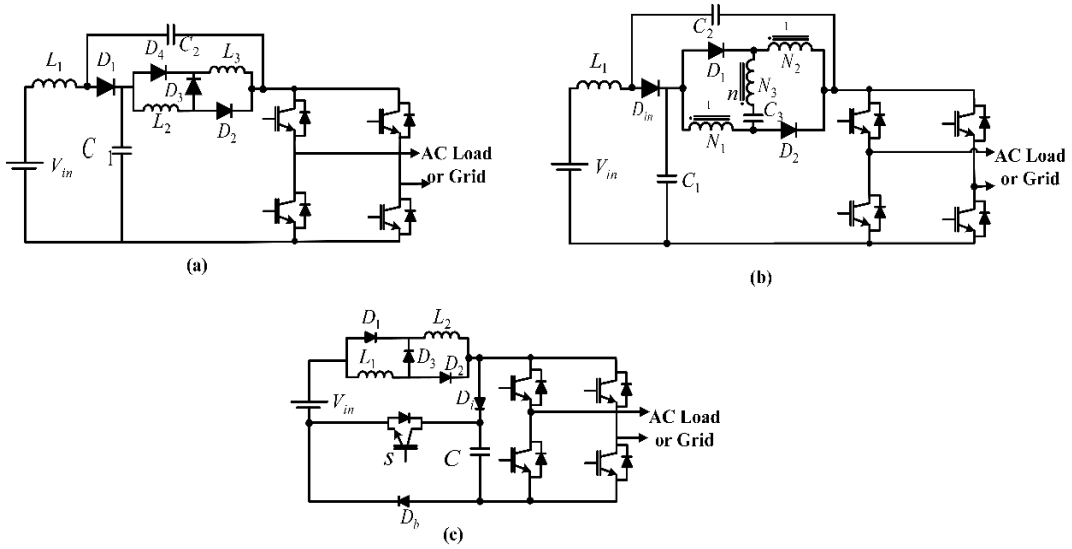 C2
L1
D1
D4
L3
D3
L2
D2
C1
Vin
AC Load
or Grid
(a)
C2
L1
Din
D1
1
N2
n
N3
C3
1
N1
D2
Vin
C1
AC Load
or Grid
(b)
D1
L2
L1
D3
D2
Vin
Di
s
C
Db
AC Load
or Grid
(c)